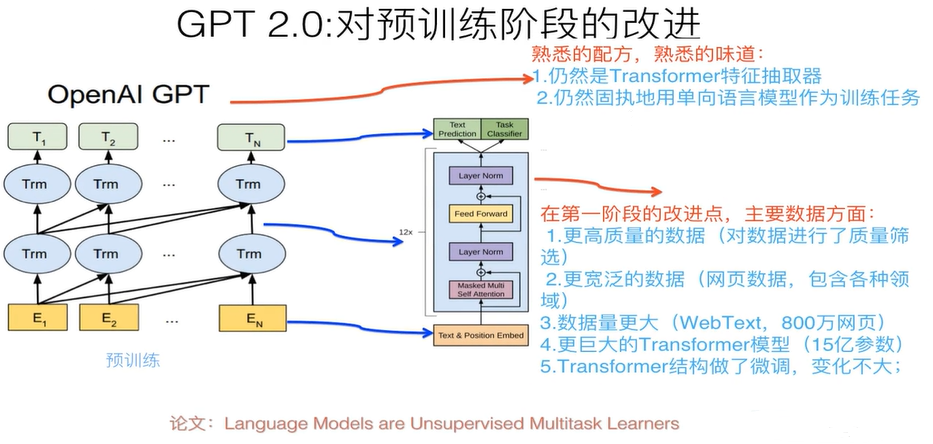 GPT 2.0:对预训练阶段的改进
熟悉的配方，熟悉的味道：
1.仍然是Transformer特征抽取器
2.仍然固执地用单向语言模型作为训练任务
OpenAI GPT
T1 T2 ... TN
Trm Trm ... Trm
Trm Trm ... Trm
E1 E2 ... EN
预训练
Text Prediction
Task Classifier
Layer Norm
Feed Forward
12x
Layer Norm
Masked Multi
Self Attention
Text & Position Embed
在第一阶段的改进点，主要数据方面：
1.更高质量的数据（对数据进行了质量筛
选）
2.更宽泛的数据（网页数据，包含各种领
域）
3.数据量更大（WebText，800万网页）
4.更巨大的Transformer模型（15亿参数）
5.Transformer结构做了微调，变化不大；
论文：Language Models are Unsupervised Multitask Learners